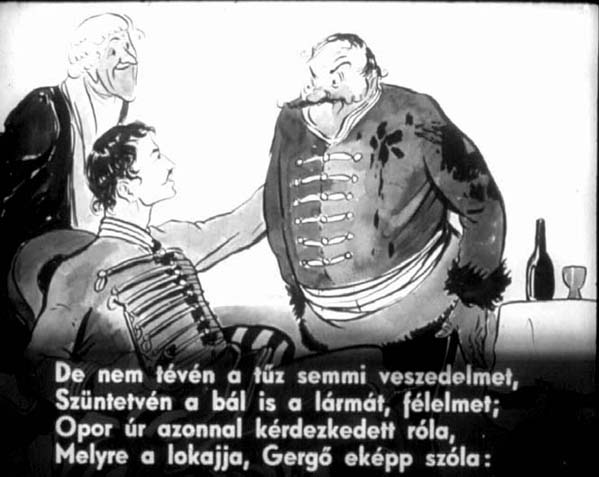 De nem tévén a tűz semmi veszedelmet,
Szüntetvén a bál is a lármát, félelmet;
Opor úr azonnal kérdezkedett róla,
Melyre a lokajja, Gergő eképp szóla: